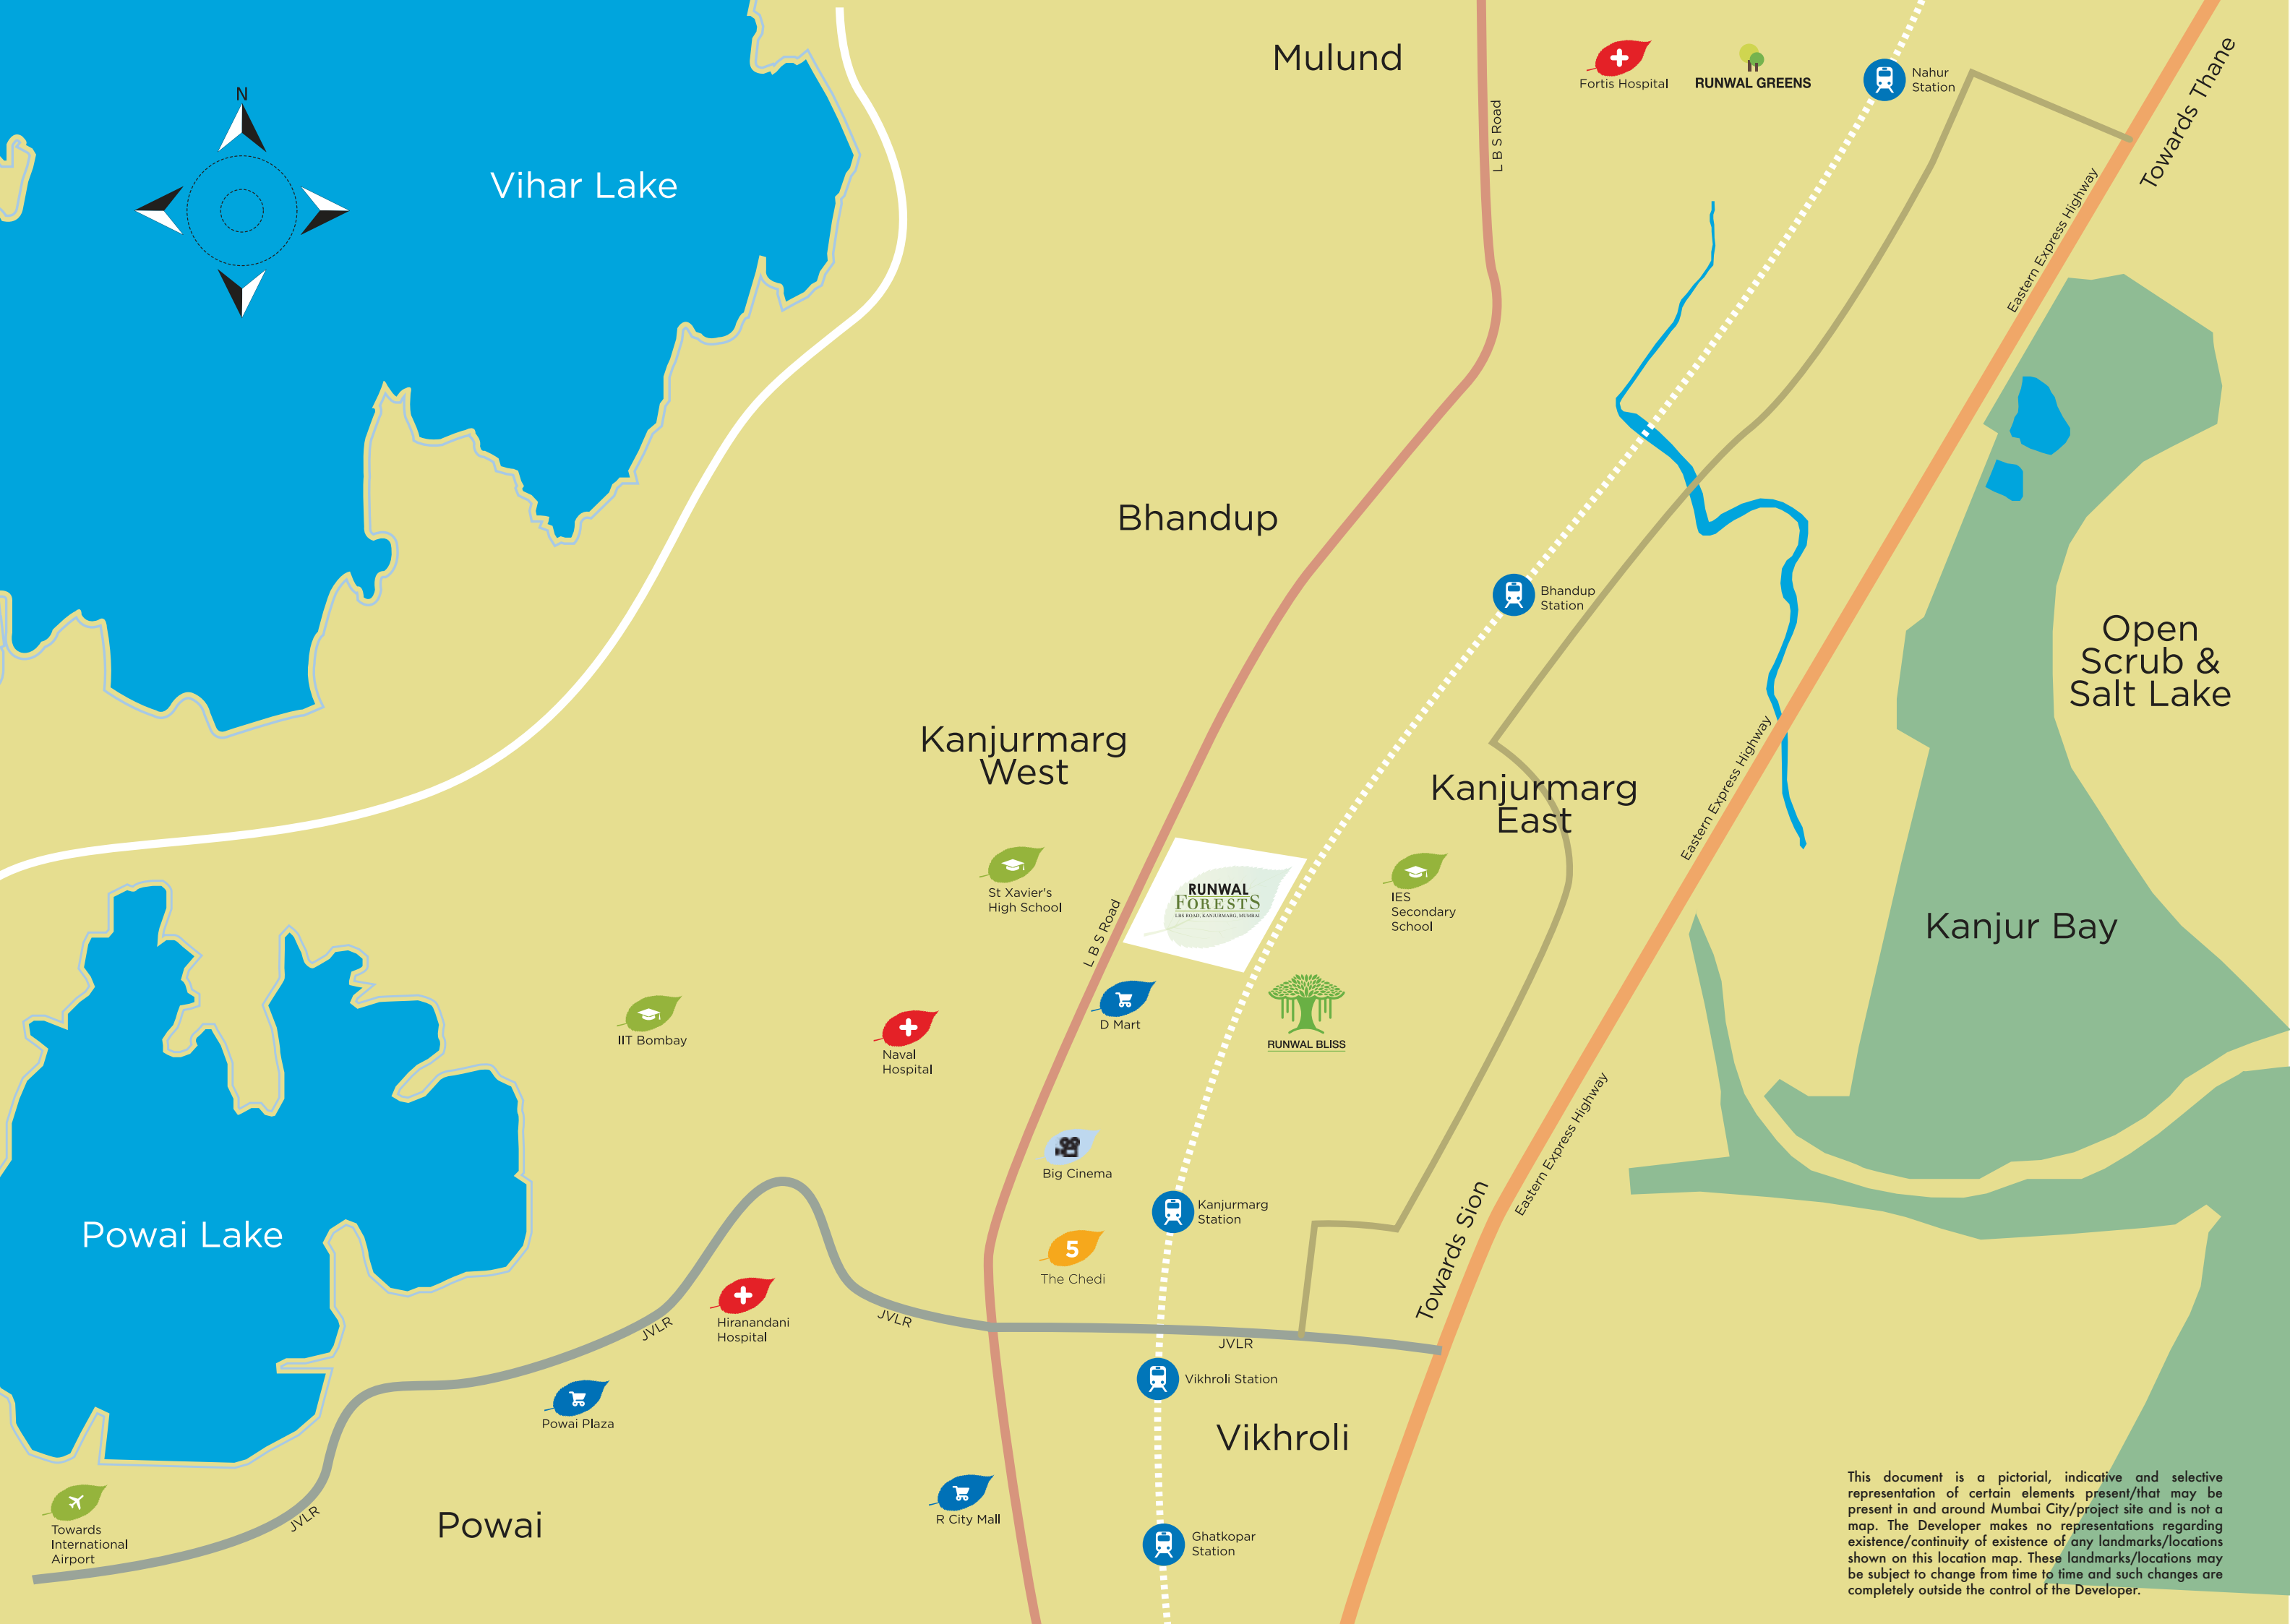 Mulund
Fortis Hospital
RUNWAL GREENS
Nahur
Station
Towards Thane
N
Vihar Lake
L B S Road
Eastern Express Highway
Bhandup
Bhandup
Station
Open
Scrub &
Salt Lake
Kanjurmarg
West
Kanjurmarg
East
Eastern Express Highway
St Xavier's
High School
RUNWAL
FORESTS
LBS ROAD, KANJURMARG, MUMBAI
IES
Secondary
School
L B S Road
Kanjur Bay
IIT Bombay
Naval
Hospital
D Mart
RUNWAL BLISS
Eastern Express Highway
Big Cinema
Kanjurmarg
Station
Towards Sion
Powai Lake
5
The Chedi
Hiranandani
Hospital
JVLR
JVLR
JVLR
Vikhroli Station
Powai Plaza
Vikhroli
R City Mall
Powai
JVLR
Towards
International
Airport
Ghatkopar
Station
This document is a pictorial, indicative and selective
representation of certain elements present/that may be
present in and around Mumbai City/project site and is not a
map. The Developer makes no representations regarding
existence/continuity of existence of any landmarks/locations
shown on this location map. These landmarks/locations may
be subject to change from time to time and such changes are
completely outside the control of the Developer.